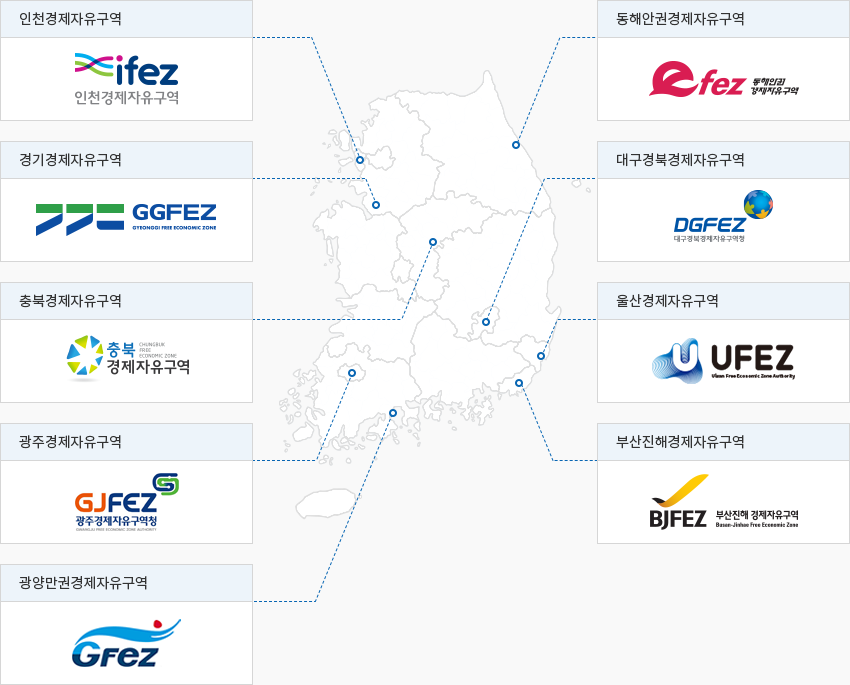 인천경제자유구역
ifez
인천경제자유구역
경기경제자유구역
GGFEZ
GYEONGGI FREE ECONOMIC ZONE
충북경제자유구역
충북
CHUNGBUK
FREE
ECONOMIC ZONE
경제자유구역
광주경제자유구역
GJFEZ
광주경제자유구역청
GWANGJU FREE ECONOMIC ZONE AUTHORITY
광양만권경제자유구역
GFEZ
동해안권경제자유구역
efez
동해안권
경제자유구역
대구경북경제자유구역
DGFEZ
대구경북경제자유구역청
울산경제자유구역
UFEZ
Ulsan Free Economic Zone Authority
부산진해경제자유구역
BJFEZ
부산진해 경제자유구역
Busan-Jinhae Free Economic Zone